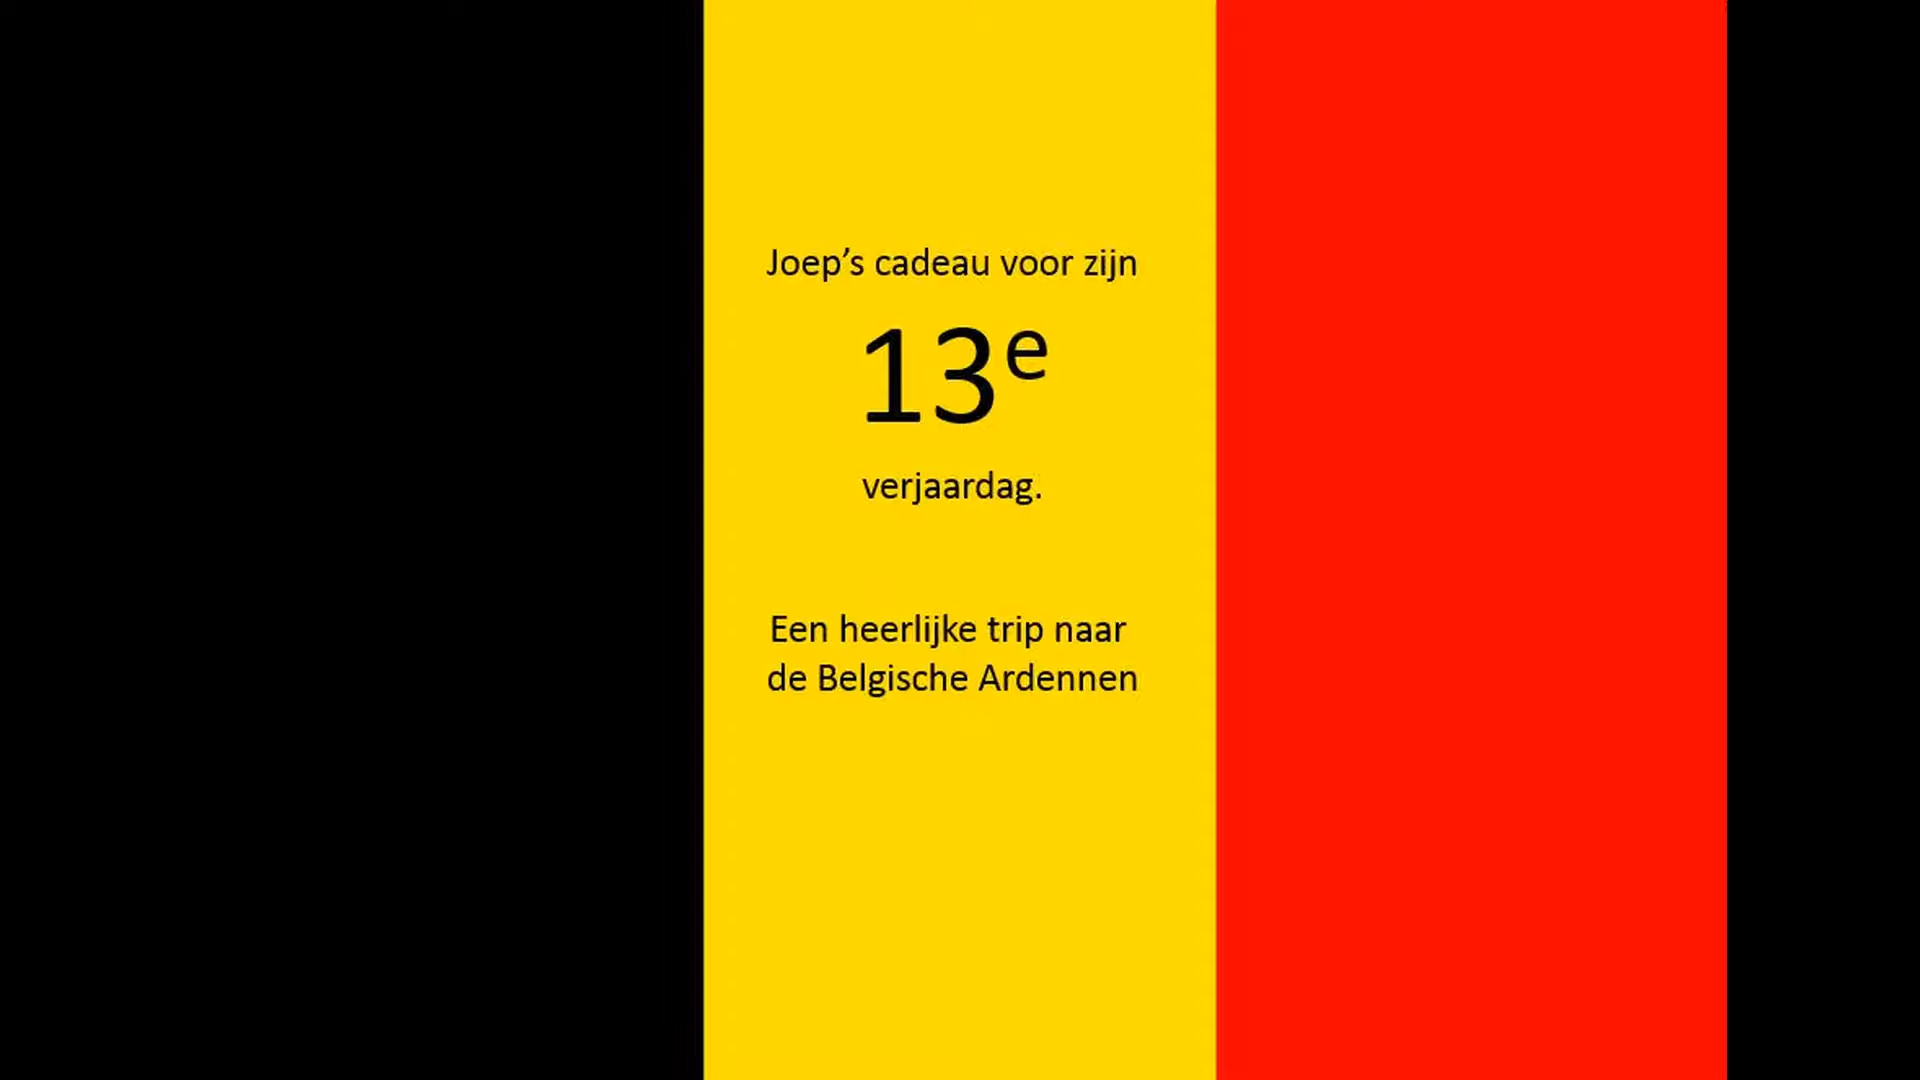 Joep’s cadeau voor zijn
13e
verjaardag.
Een heerlijke trip naar
de Belgische Ardennen